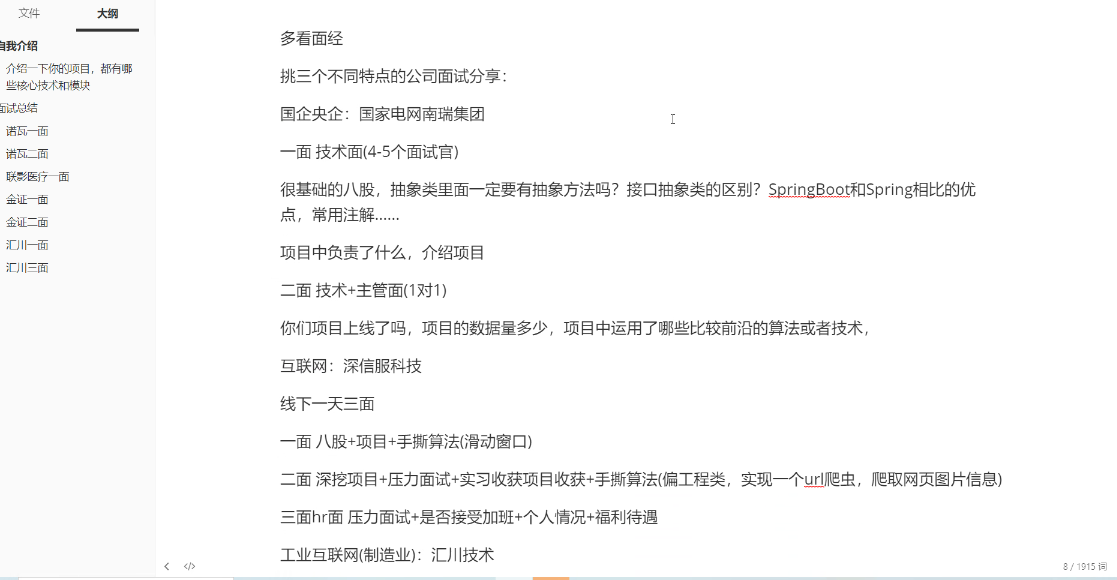 文件 大纲
自我介绍
介绍一下你的项目，都有哪
些核心技术和模块
面试总结
诺瓦一面
诺瓦二面
联影医疗一面
金证一面
金证二面
汇川一面
汇川三面
多看面经
挑三个不同特点的公司面试分享：
国企央企：国家电网南瑞集团
一面 技术面(4-5个面试官)
很基础的八股，抽象类里面一定要有抽象方法吗？接口抽象类的区别？SpringBoot和Spring相比的优
点，常用注解......
项目中负责了什么，介绍项目
二面 技术+主管面(1对1)
你们项目上线了吗，项目的数据量多少，项目中运用了哪些比较前沿的算法或者技术，
互联网：深信服科技
线下一天三面
一面 八股+项目+手撕算法(滑动窗口)
二面 深挖项目+压力面试+实习收获项目收获+手撕算法(偏工程类，实现一个url爬虫，爬取网页图片信息)
三面hr面 压力面试+是否接受加班+个人情况+福利待遇
工业互联网(制造业)：汇川技术
8 / 1915 词